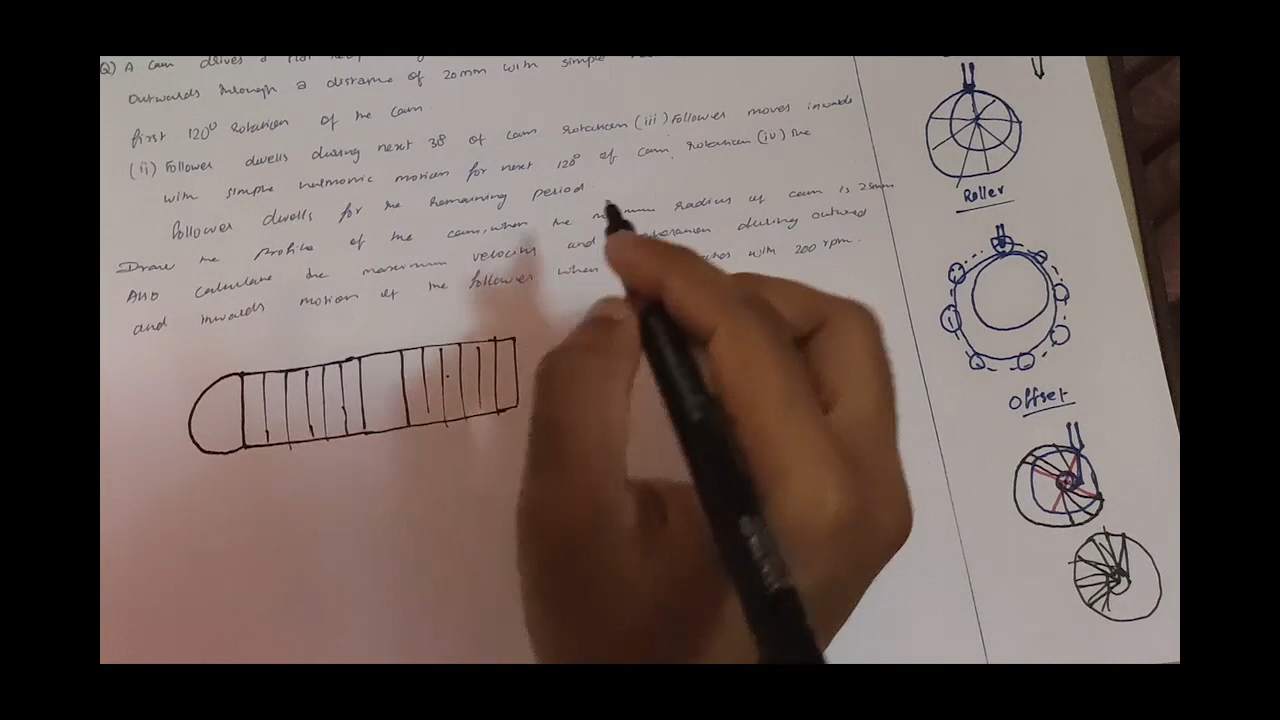 Q) A cam drives a flat
Outwards through a distance of 20mm with simple
first 120° rotation of the cam
(ii) Follower dwells during next 30 of cam rotation (iii) Follower moves inwards
with simple motion for next 120° of cam. rotation (iv) The
follower dwells for the remaining period.
Draw the profile of the cam, when the radius of cam is 25mm
Also calculate the maximum velocity and during outward
and inwards motion of the follower when with 200 rpm.
Roller
Offset